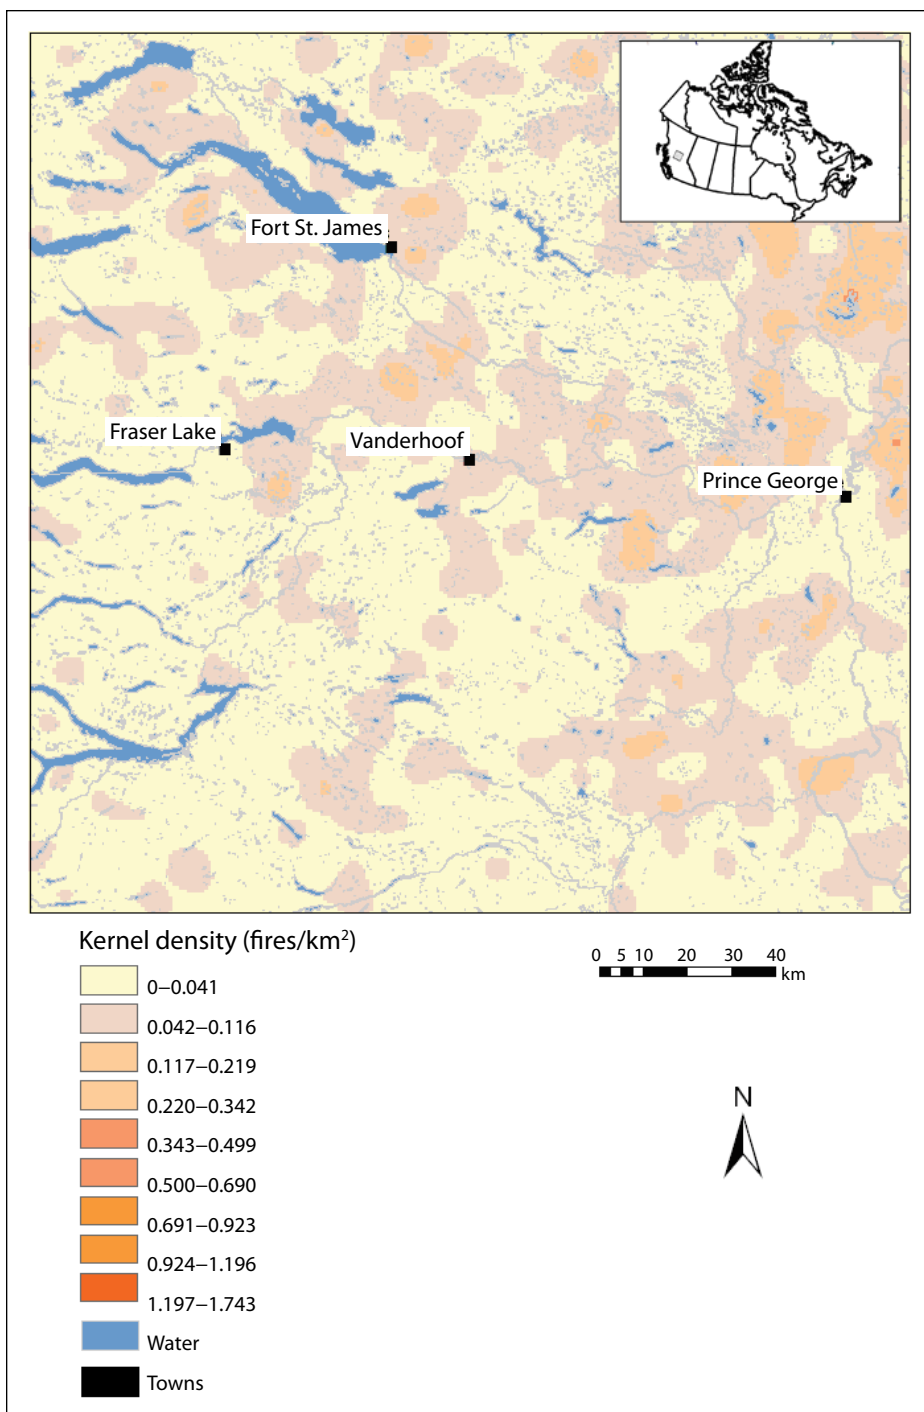 Fort St. James
Fraser Lake
Vanderhoof
Prince George
Kernel density (fires/km²)
0–0.041
0.042–0.116
0.117–0.219
0.220–0.342
0.343–0.499
0.500–0.690
0.691–0.923
0.924–1.196
1.197–1.743
Water
Towns
0 5 10 20 30 40
km
N